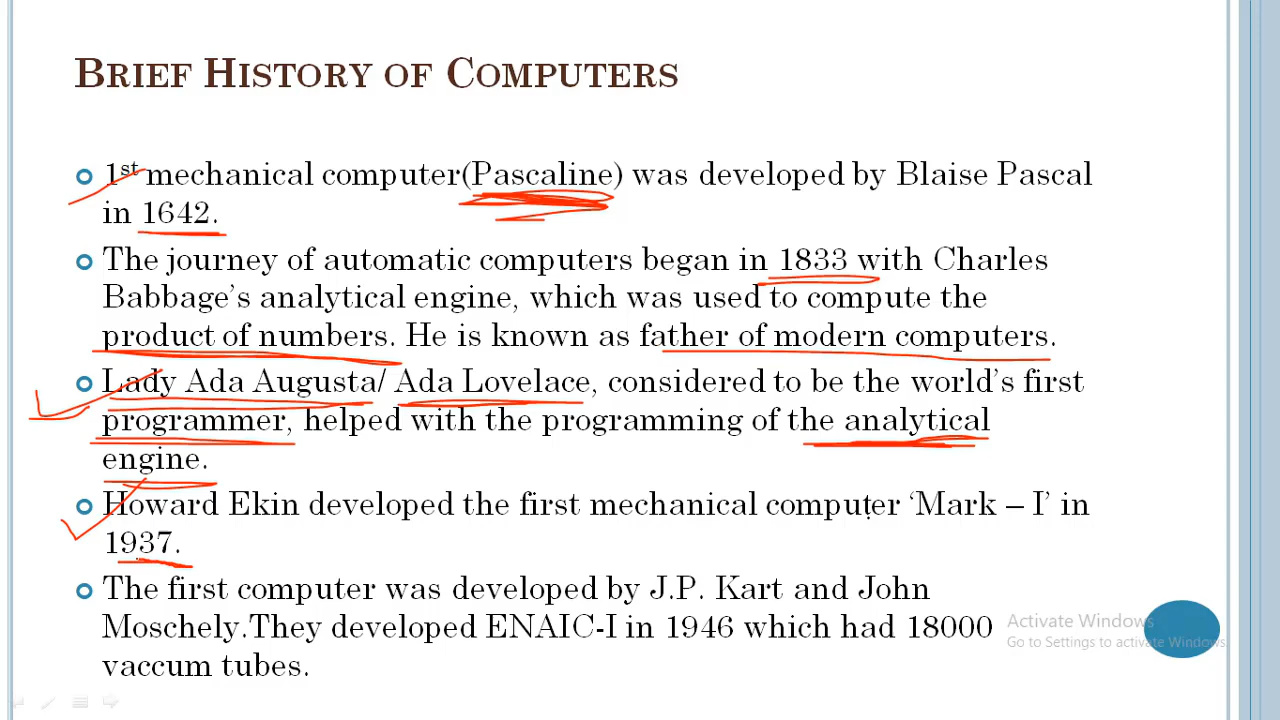 BRIEF HISTORY OF COMPUTERS
1st mechanical computer(Pascaline) was developed by Blaise Pascal
in 1642.
The journey of automatic computers began in 1833 with Charles
Babbage's analytical engine, which was used to compute the
product of numbers. He is known as father of modern computers.
Lady Ada Augusta/ Ada Lovelace, considered to be the world's first
programmer, helped with the programming of the analytical
engine.
Howard Ekin developed the first mechanical computer 'Mark – I' in
1937.
The first computer was developed by J.P. Kart and John
Moschely.They developed ENAIC-I in 1946 which had 18000
vaccum tubes.
Activate Windows
Go to Settings to activate Windows.